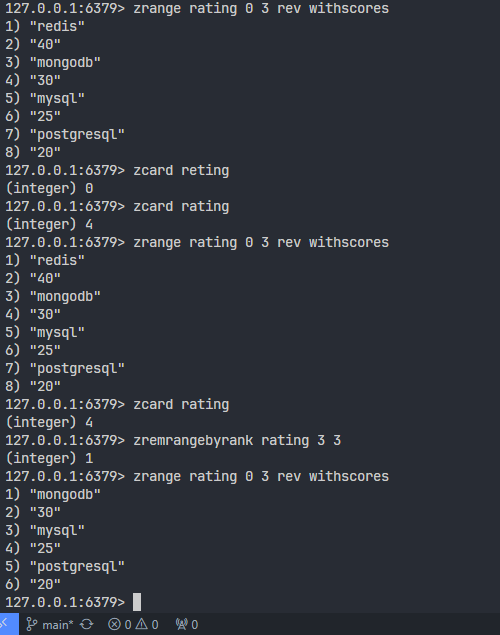 127.0.0.1:6379> zrange rating 0 3 rev withscores
1) "redis"
2) "40"
3) "mongodb"
4) "30"
5) "mysql"
6) "25"
7) "postgresql"
8) "20"
127.0.0.1:6379> zcard reting
(integer) 0
127.0.0.1:6379> zcard rating
(integer) 4
127.0.0.1:6379> zrange rating 0 3 rev withscores
1) "redis"
2) "40"
3) "mongodb"
4) "30"
5) "mysql"
6) "25"
7) "postgresql"
8) "20"
127.0.0.1:6379> zcard rating
(integer) 4
127.0.0.1:6379> zremrangebyrank rating 3 3
(integer) 1
127.0.0.1:6379> zrange rating 0 3 rev withscores
1) "mongodb"
2) "30"
3) "mysql"
4) "25"
5) "postgresql"
6) "20"
127.0.0.1:6379>
main* 0 0 0